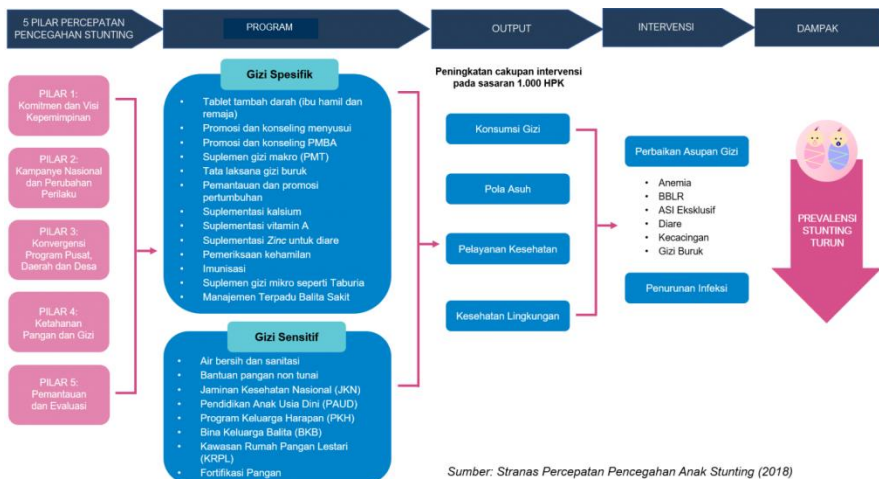 5 PILAR PERCEPATAN
PENCEGAHAN STUNTING
PROGRAM
OUTPUT
INTERVENSI
DAMPAK
PILAR 1:
Komitmen dan Visi
Kepemimpinan
PILAR 2:
Kampanye Nasional
dan Perubahan
Perilaku
PILAR 3:
Konvergensi
Program Pusat,
Daerah dan Desa
PILAR 4:
Ketahanan
Pangan dan Gizi
PILAR 5:
Pemantauan
dan Evaluasi
Gizi Spesifik
• Tablet tambah darah (ibu hamil dan
remaja)
• Promosi dan konseling menyusui
• Promosi dan konseling PMBA
• Suplemen gizi makro (PMT)
• Tata laksana gizi buruk
• Pemantauan dan promosi
pertumbuhan
• Suplementasi kalsium
• Suplementasi vitamin A
• Suplementasi Zinc untuk diare
• Pemeriksaan kehamilan
• Imunisasi
• Suplemen gizi mikro seperti Taburia
• Manajemen Terpadu Balita Sakit
Gizi Sensitif
• Air bersih dan sanitasi
• Bantuan pangan non tunai
• Jaminan Kesehatan Nasional (JKN)
• Pendidikan Anak Usia Dini (PAUD)
• Program Keluarga Harapan (PKH)
• Bina Keluarga Balita (BKB)
• Kawasan Rumah Pangan Lestari
(KRPL)
• Fortifikasi Pangan
Peningkatan cakupan intervensi
pada sasaran 1.000 HPK
Konsumsi Gizi
Pola Asuh
Pelayanan Kesehatan
Kesehatan Lingkungan
Perbaikan Asupan Gizi
• Anemia
• BBLR
• ASI Eksklusif
• Diare
• Kecacingan
• Gizi Buruk
Penurunan Infeksi
PREVALENSI
STUNTING
TURUN
Sumber: Stranas Percepatan Pencegahan Anak Stunting (2018)